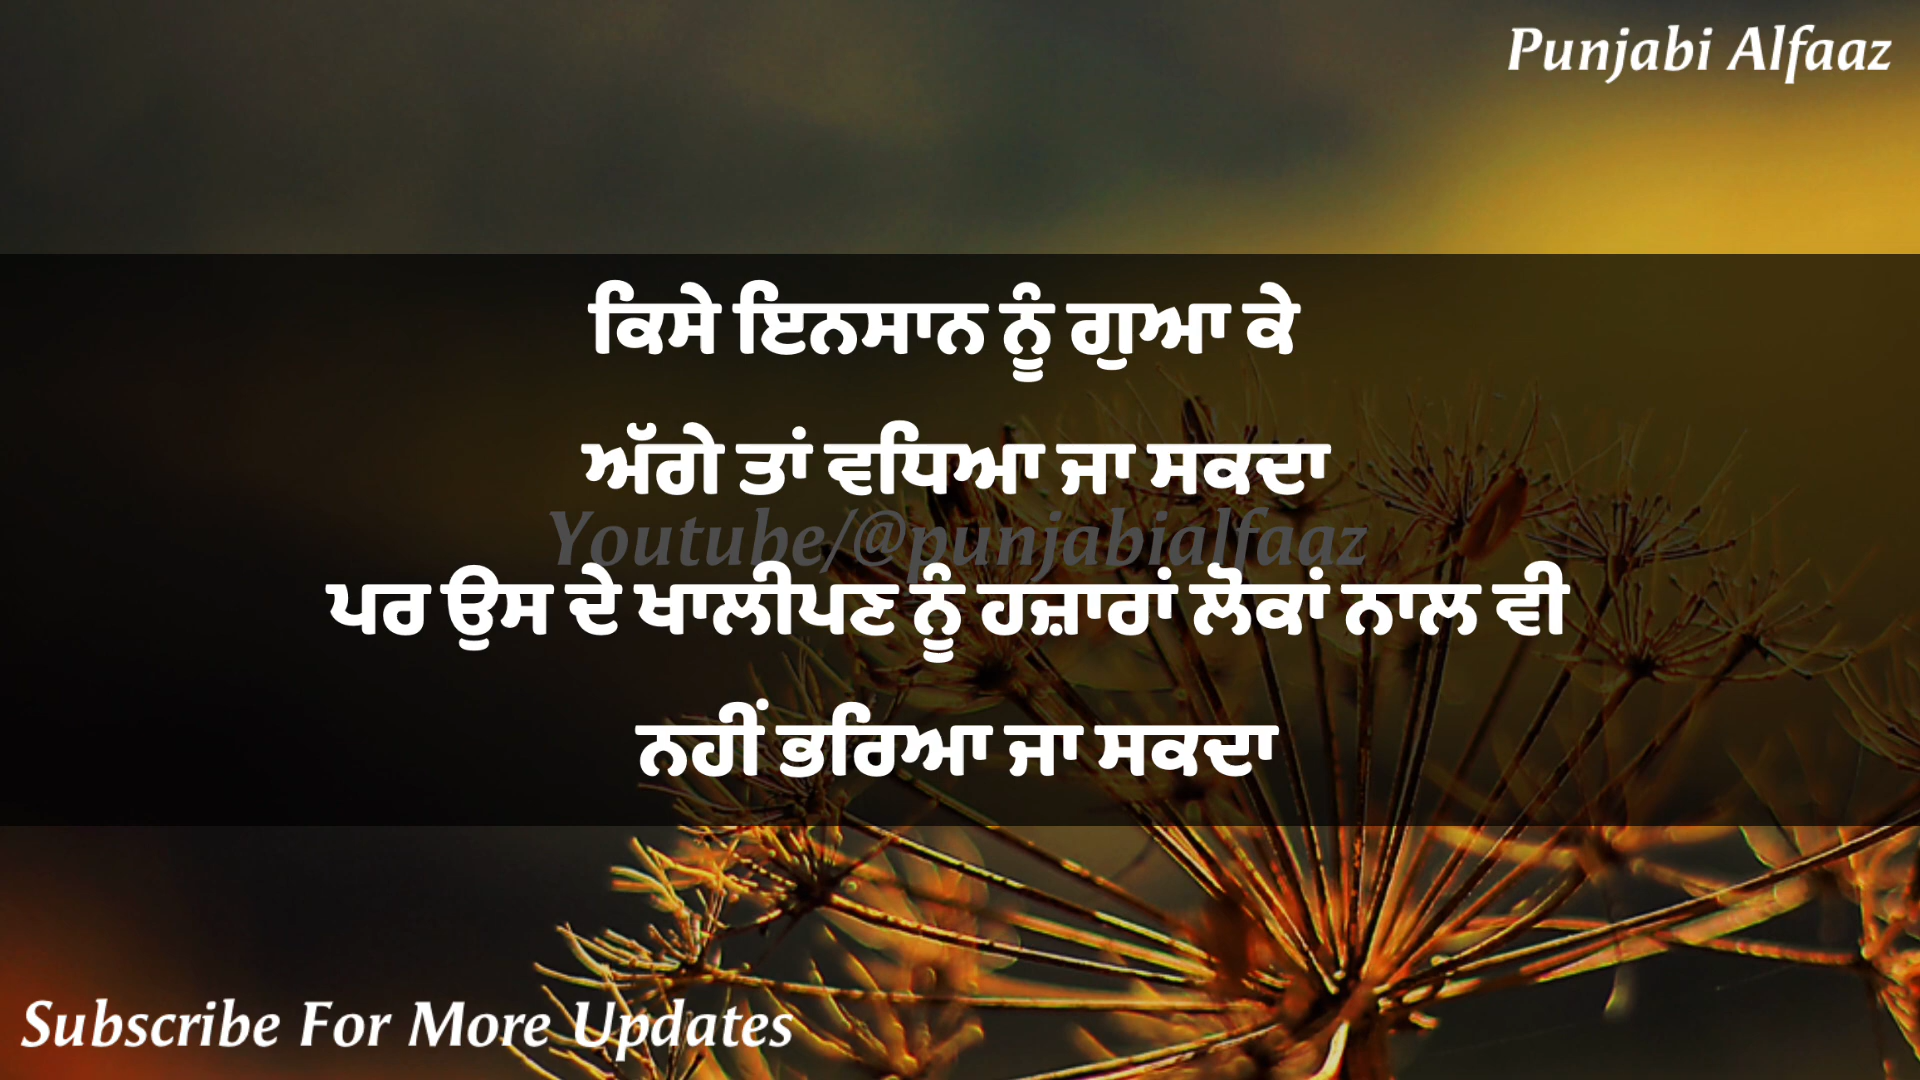 Punjabi Alfaaz
ਕਿਸੇ ਇਨਸਾਨ ਨੂੰ ਗੁਆ ਕੇ
ਅੱਗੇ ਤਾਂ ਵਧਿਆ ਜਾ ਸਕਦਾ
Youtube/@punjabialfaaz
ਪਰ ਉਸ ਦੇ ਖਾਲੀਪਣ ਨੂੰ ਹਜ਼ਾਰਾਂ ਲੋਕਾਂ ਨਾਲ ਵੀ
ਨਹੀਂ ਭਰਿਆ ਜਾ ਸਕਦਾ
Subscribe For More Updates